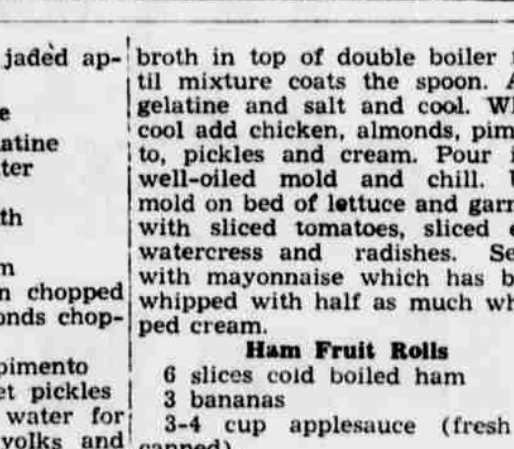 jaded ap-
atine
th
n chopped
onds chop-
pimento
et pickles
water for
yolks and
broth in top of double boiler
til mixture coats the spoon.
gelatine and salt and cool.
cool add chicken, almonds, pim
to, pickles and cream. Pour
well-oiled mold and chill.
mold on bed of lettuce and garn
with sliced tomatoes, sliced
watercress and radishes. Se
with mayonnaise which has b
whipped with half as much wh
ped cream.
Ham Fruit Rolls
6 slices cold boiled ham
3 bananas
3-4 cup applesauce (fresh
canned)